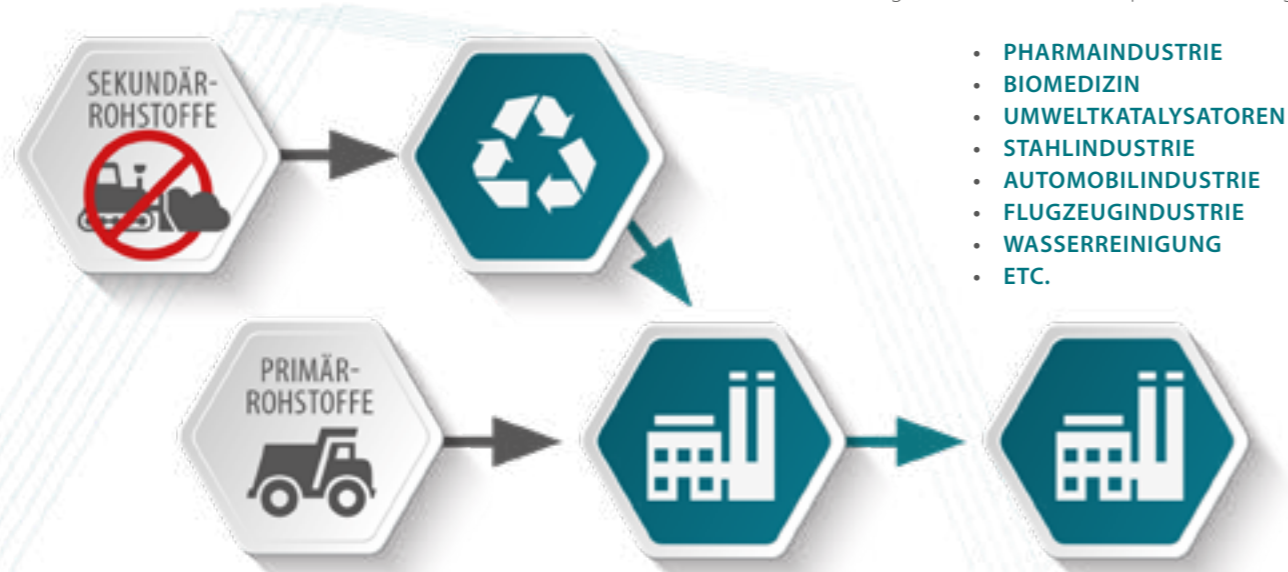 SEKUNDÄR-
ROHSTOFFE
• PHARMAINDUSTRIE
• BIOMEDIZIN
• UMWELTKATALYSATOREN
• STAHLINDUSTRIE
• AUTOMOBILINDUSTRIE
• FLUGZEUGINDUSTRIE
• WASSERREINIGUNG
• ETC.
PRIMÄR-
ROHSTOFFE